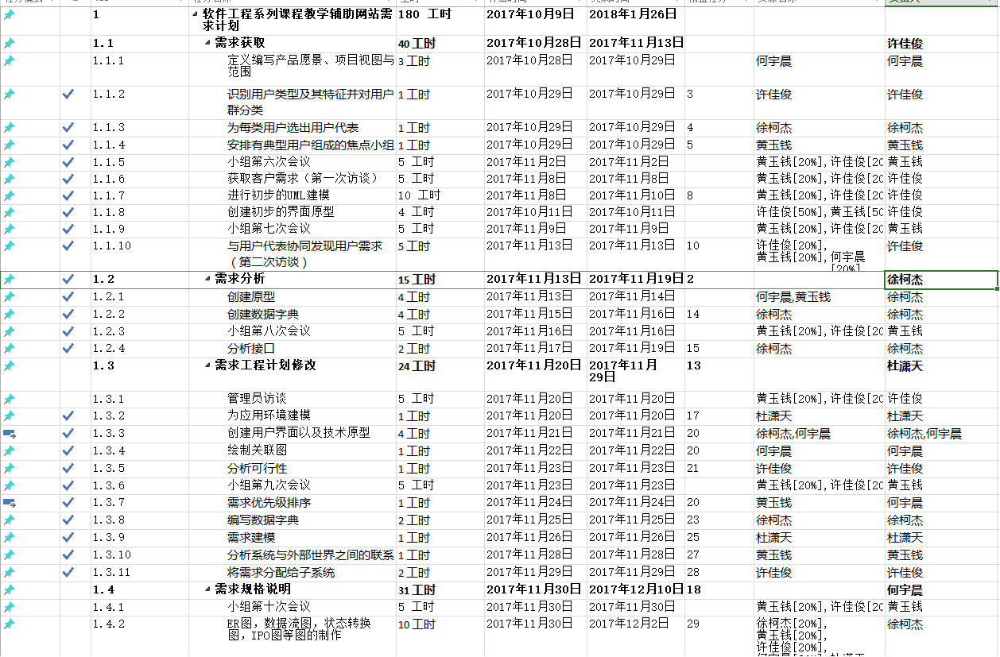 1 软件工程系列课程教学辅助网站需 180 工时 2017年10月9日 2018年1月26日
求计划
1.1 需求获取 40 工时 2017年10月28日 2017年11月13日 许佳俊
1.1.1 定义编写产品愿景、项目视图与 3 工时 2017年10月28日 2017年10月29日 何宇晨 何宇晨
范围
1.1.2 识别用户类型及其特征并对用户 1 工时 2017年10月29日 2017年10月29日 3 许佳俊 许佳俊
群分类
1.1.3 为每类用户选出用户代表 1 工时 2017年10月29日 2017年10月29日 4 徐柯杰 徐柯杰
1.1.4 安排有典型用户组成的焦点小组 1 工时 2017年10月29日 2017年10月29日 5 黄玉钱 黄玉钱
1.1.5 小组第六次会议 5 工时 2017年11月2日 2017年11月2日 黄玉钱[20%],许佳俊[20 黄玉钱
1.1.6 获取客户需求（第一次访谈） 5 工时 2017年11月8日 2017年11月8日 黄玉钱[20%],许佳俊[20 许佳俊
1.1.7 进行初步的UML建模 10 工时 2017年11月8日 2017年11月10日 8 黄玉钱[20%],许佳俊[20 许佳俊
1.1.8 创建初步的界面原型 4 工时 2017年10月11日 2017年10月11日 许佳俊[50%],黄玉钱[50 许佳俊
1.1.9 小组第七次会议 5 工时 2017年11月9日 2017年11月9日 黄玉钱[20%],许佳俊[20 黄玉钱
1.1.10 与用户代表协同发现用户需求 5 工时 2017年11月13日 2017年11月13日 10 许佳俊[20%], 许佳俊
（第二次访谈） 黄玉钱[20%],何宇晨
[20%]
1.2 需求分析 15 工时 2017年11月13日 2017年11月19日 2 徐柯杰
1.2.1 创建原型 4 工时 2017年11月13日 2017年11月14日 何宇晨,黄玉钱 徐柯杰
1.2.2 创建数据字典 4 工时 2017年11月15日 2017年11月16日 14 徐柯杰 徐柯杰
1.2.3 小组第八次会议 5 工时 2017年11月16日 2017年11月16日 黄玉钱[20%],许佳俊[20 黄玉钱
1.2.4 分析接口 2 工时 2017年11月17日 2017年11月19日 15 徐柯杰 徐柯杰
1.3 需求工程计划修改 24 工时 2017年11月20日 2017年11月 13 杜潇天
29日
1.3.1 管理员访谈 5 工时 2017年11月20日 2017年11月20日 黄玉钱[20%],许佳俊[20 许佳俊
1.3.2 为应用环境建模 1 工时 2017年11月20日 2017年11月20日 17 杜潇天 杜潇天
1.3.3 创建用户界面以及技术原型 4 工时 2017年11月21日 2017年11月21日 20 徐柯杰,何宇晨 徐柯杰,何宇晨
1.3.4 绘制关联图 1 工时 2017年11月22日 2017年11月22日 20 何宇晨 何宇晨
1.3.5 分析可行性 1 工时 2017年11月23日 2017年11月23日 21 许佳俊 许佳俊
1.3.6 小组第九次会议 5 工时 2017年11月23日 2017年11月23日 黄玉钱[20%],许佳俊[20 黄玉钱
1.3.7 需求优先级排序 1 工时 2017年11月24日 2017年11月24日 20 黄玉钱 何宇晨
1.3.8 编写数据字典 2 工时 2017年11月25日 2017年11月25日 23 徐柯杰 徐柯杰
1.3.9 需求建模 1 工时 2017年11月26日 2017年11月26日 25 杜潇天 杜潇天
1.3.10 分析系统与外部世界之间的联系 1 工时 2017年11月28日 2017年11月28日 27 黄玉钱 黄玉钱
1.3.11 将需求分配给子系统 2 工时 2017年11月29日 2017年11月29日 28 许佳俊 许佳俊
1.4 需求规格说明 31 工时 2017年11月30日 2017年12月10日 18 何宇晨
1.4.1 小组第十次会议 5 工时 2017年11月30日 2017年11月30日 黄玉钱[20%],许佳俊[20 黄玉钱
1.4.2 ER图，数据流图，状态转换 10 工时 2017年11月30日 2017年12月2日 29 徐柯杰[20%], 徐柯杰
图，IPO图等图的制作 黄玉钱[20%],
许佳俊[20%],